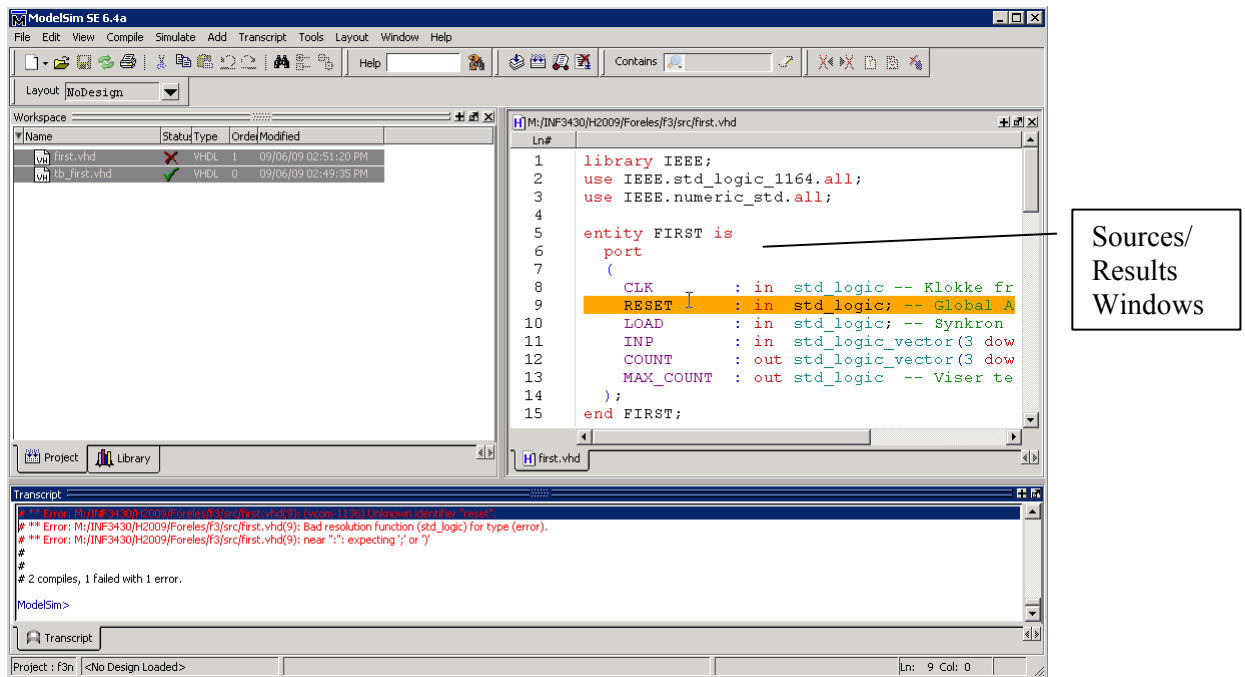 ModelSim SE 6.4a
File Edit View Compile Simulate Add Transcript Tools Layout Window Help
Help
Contains
Layout NoDesign
Workspace
Name Status Type Order Modified
first.vhd VHDL 1 09/06/09 02:51:20 PM
tb_first.vhd VHDL 0 09/06/09 02:49:35 PM
Project Library
M:/INF3430/H2009/Foreles/f3/src/first.vhd
Ln#
1 library IEEE;
2 use IEEE.std_logic_1164.all;
3 use IEEE.numeric_std.all;
4
5 entity FIRST is
6 port
7 (
8 CLK : in std_logic -- Klokke fr
9 RESET : in std_logic; -- Global A
10 LOAD : in std_logic; -- Synkron
11 INP : in std_logic_vector(3 dow
12 COUNT : out std_logic_vector(3 dow
13 MAX_COUNT : out std_logic -- Viser te
14 );
15 end FIRST;
first.vhd
Sources/
Results
Windows
Transcript
# ** Error: M:/INF3430/H2009/Foreles/f3/src/first.vhd(9): (vcom-1136) Unknown identifier "reset".
# ** Error: M:/INF3430/H2009/Foreles/f3/src/first.vhd(9): Bad resolution function (std_logic) for type (error).
# ** Error: M:/INF3430/H2009/Foreles/f3/src/first.vhd(9): near ":": expecting ';' or ')'
#
#
# 2 compiles, 1 failed with 1 error.
ModelSim>
Transcript
Project : f3n <No Design Loaded> Ln: 9 Col: 0